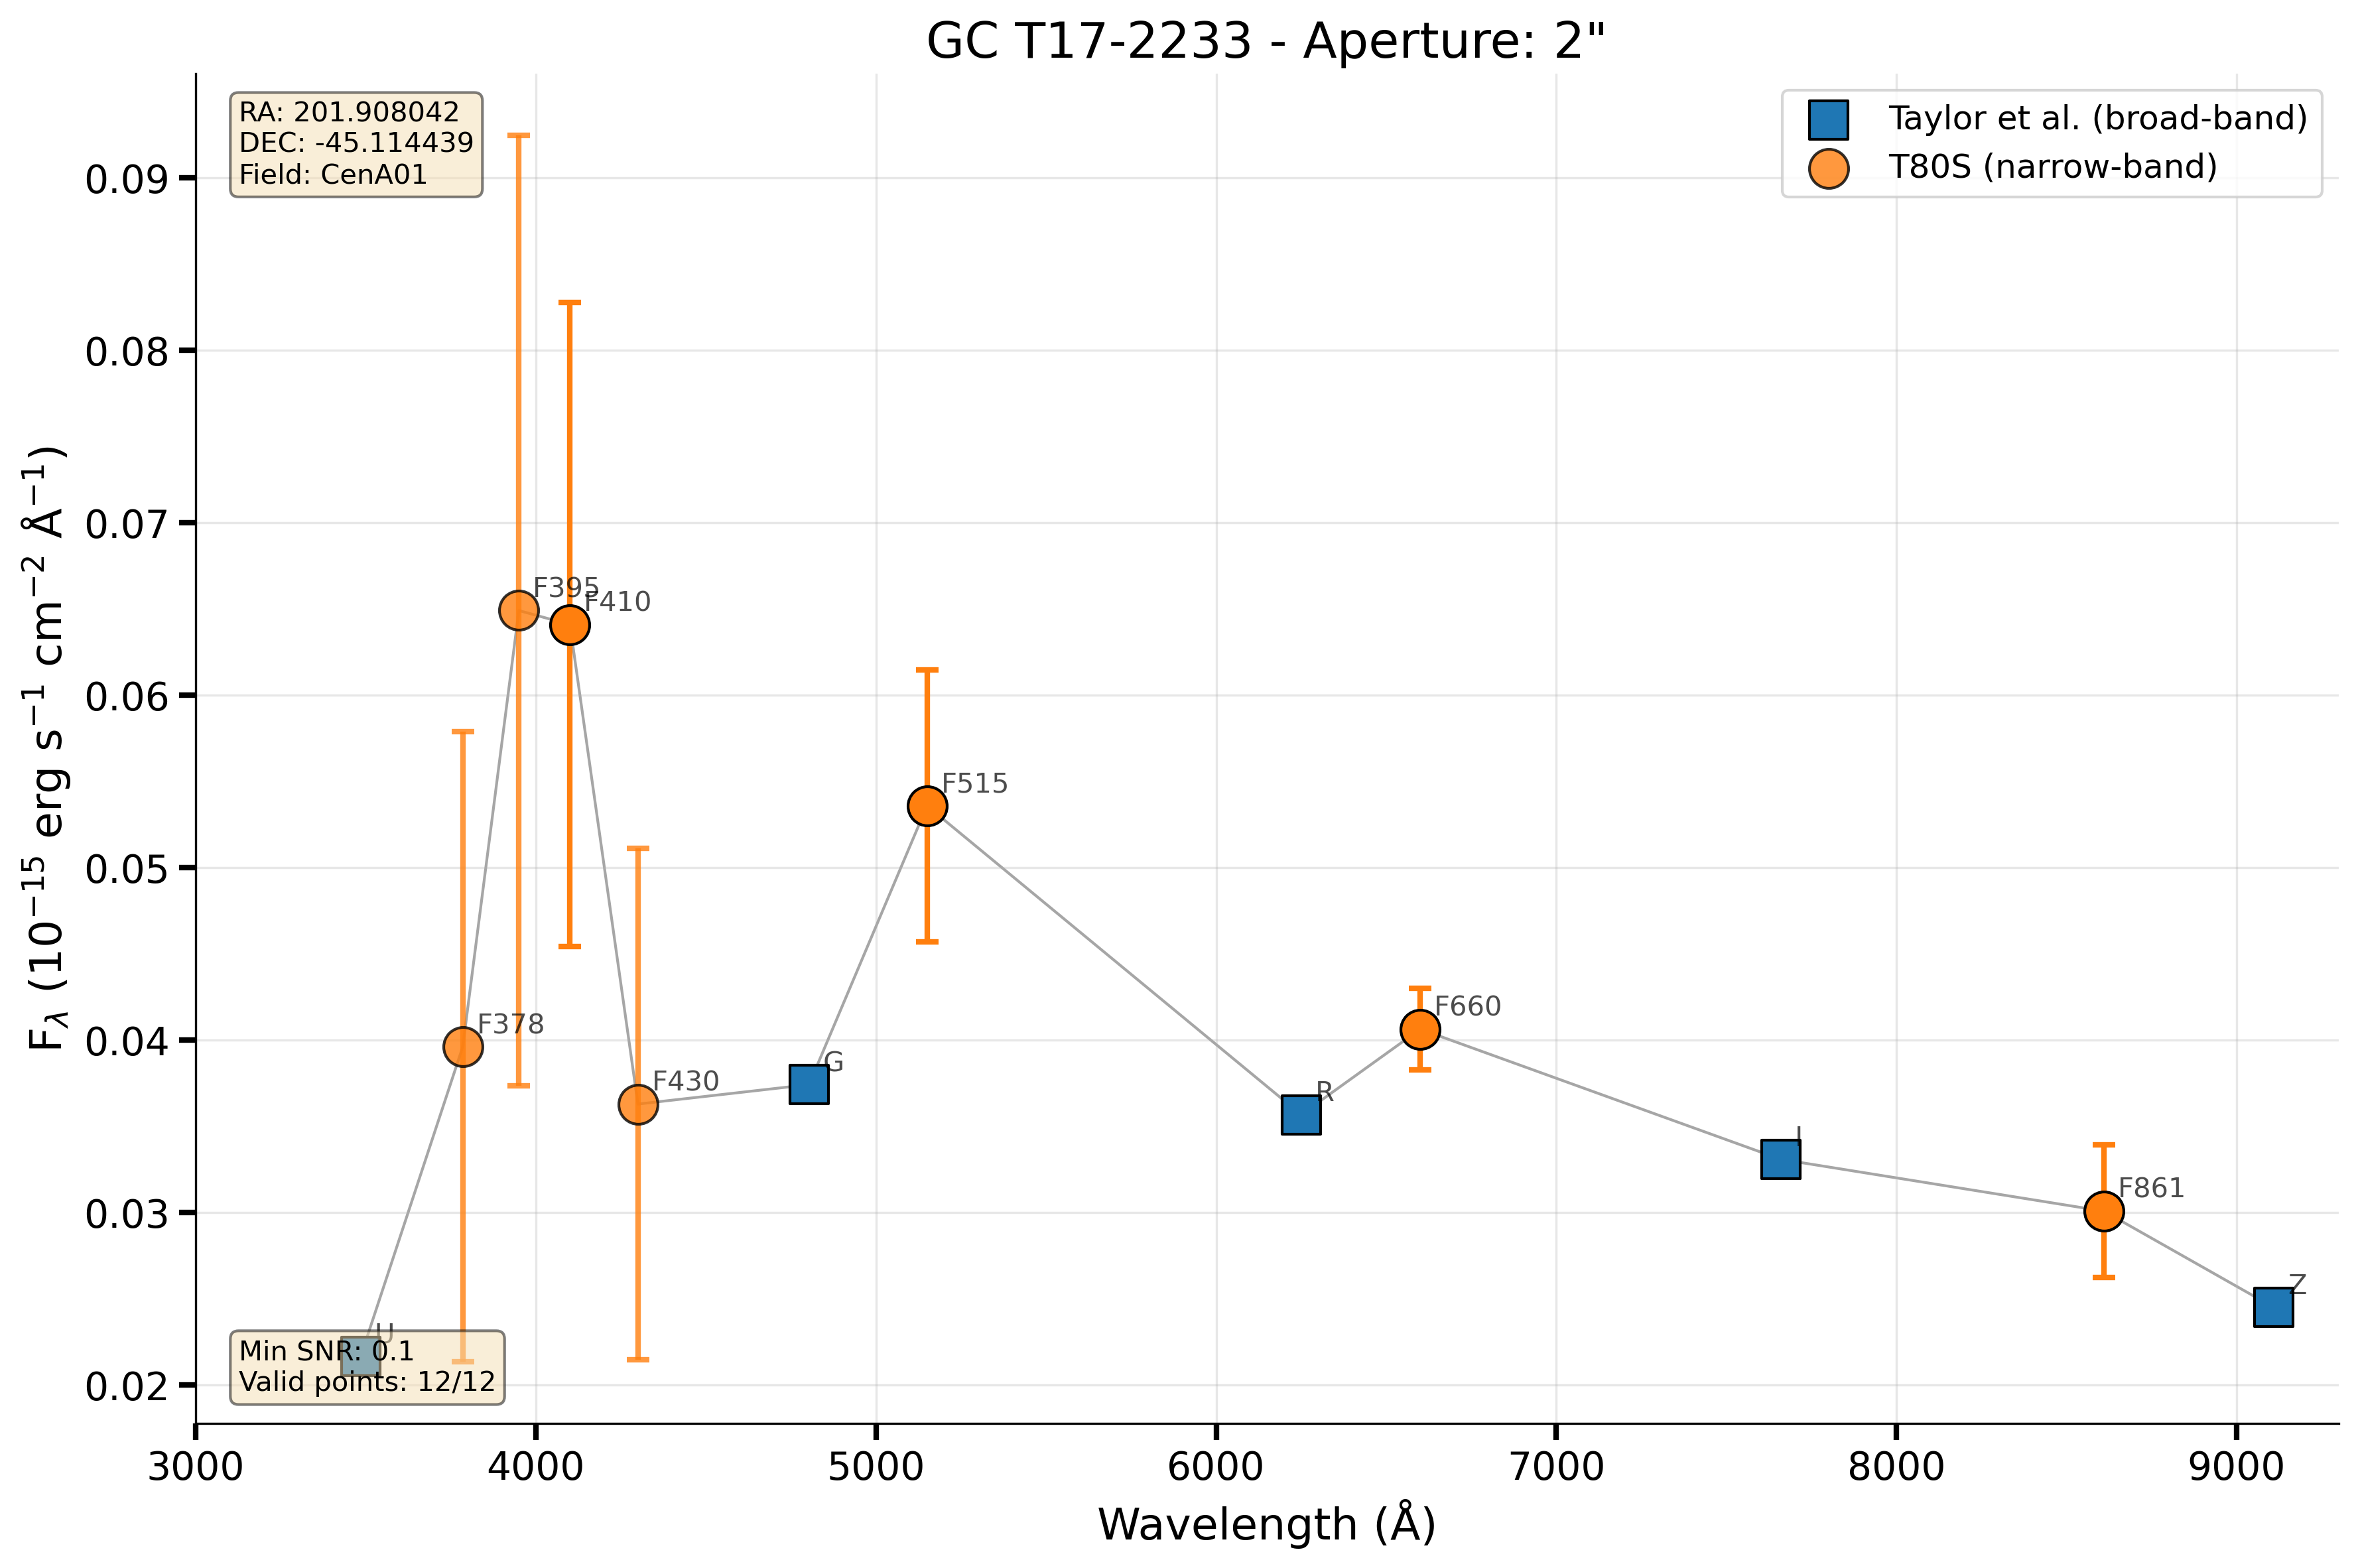 GC T17-2233 - Aperture: 2"
RA: 201.908042
DEC: -45.114439
Field: CenA01
Taylor et al. (broad-band)
T80S (narrow-band)
0.09
0.08
0.07
0.06
0.05
0.04
0.03
0.02
F_λ (10⁻¹⁵ erg s⁻¹ cm⁻² Å⁻¹)
F395
F410
F515
F378
F430
G
F660
R
I
F861
Z
U
Min SNR: 0.1
Valid points: 12/12
3000 4000 5000 6000 7000 8000 9000
Wavelength (Å)